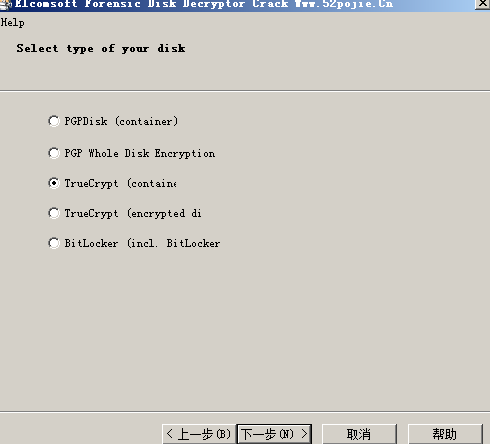 Elcomsoft Forensic Disk Decryptor Crack Www.52pojie.Cn
Help
Select type of your disk
PGPDisk (container)
PGP Whole Disk Encryption
TrueCrypt (containe
TrueCrypt (encrypted di
BitLocker (incl. BitLocker
< 上一步(B) 下一步(N) > 取消 帮助